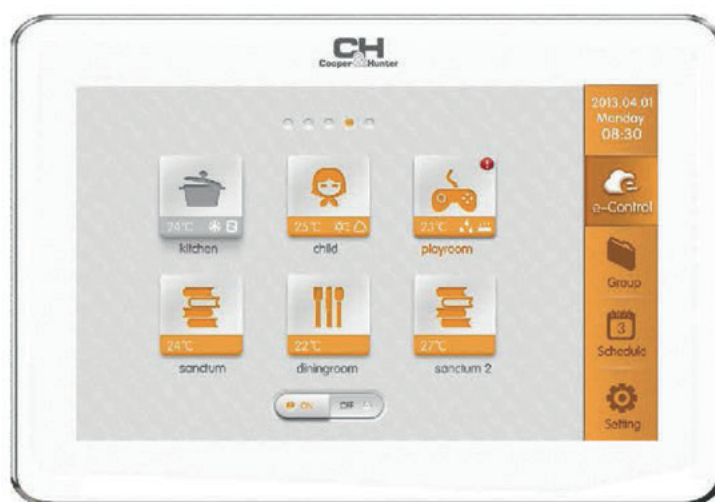 CH
Cooper&Hunter
2013.04.01
Monday
08:30
e-Control
24℃
25℃
23℃
kitchen
child
playroom
Group
24℃
22℃
27℃
3
Schedule
sanctum
diningroom
sanctum 2
ON
OFF
Setting